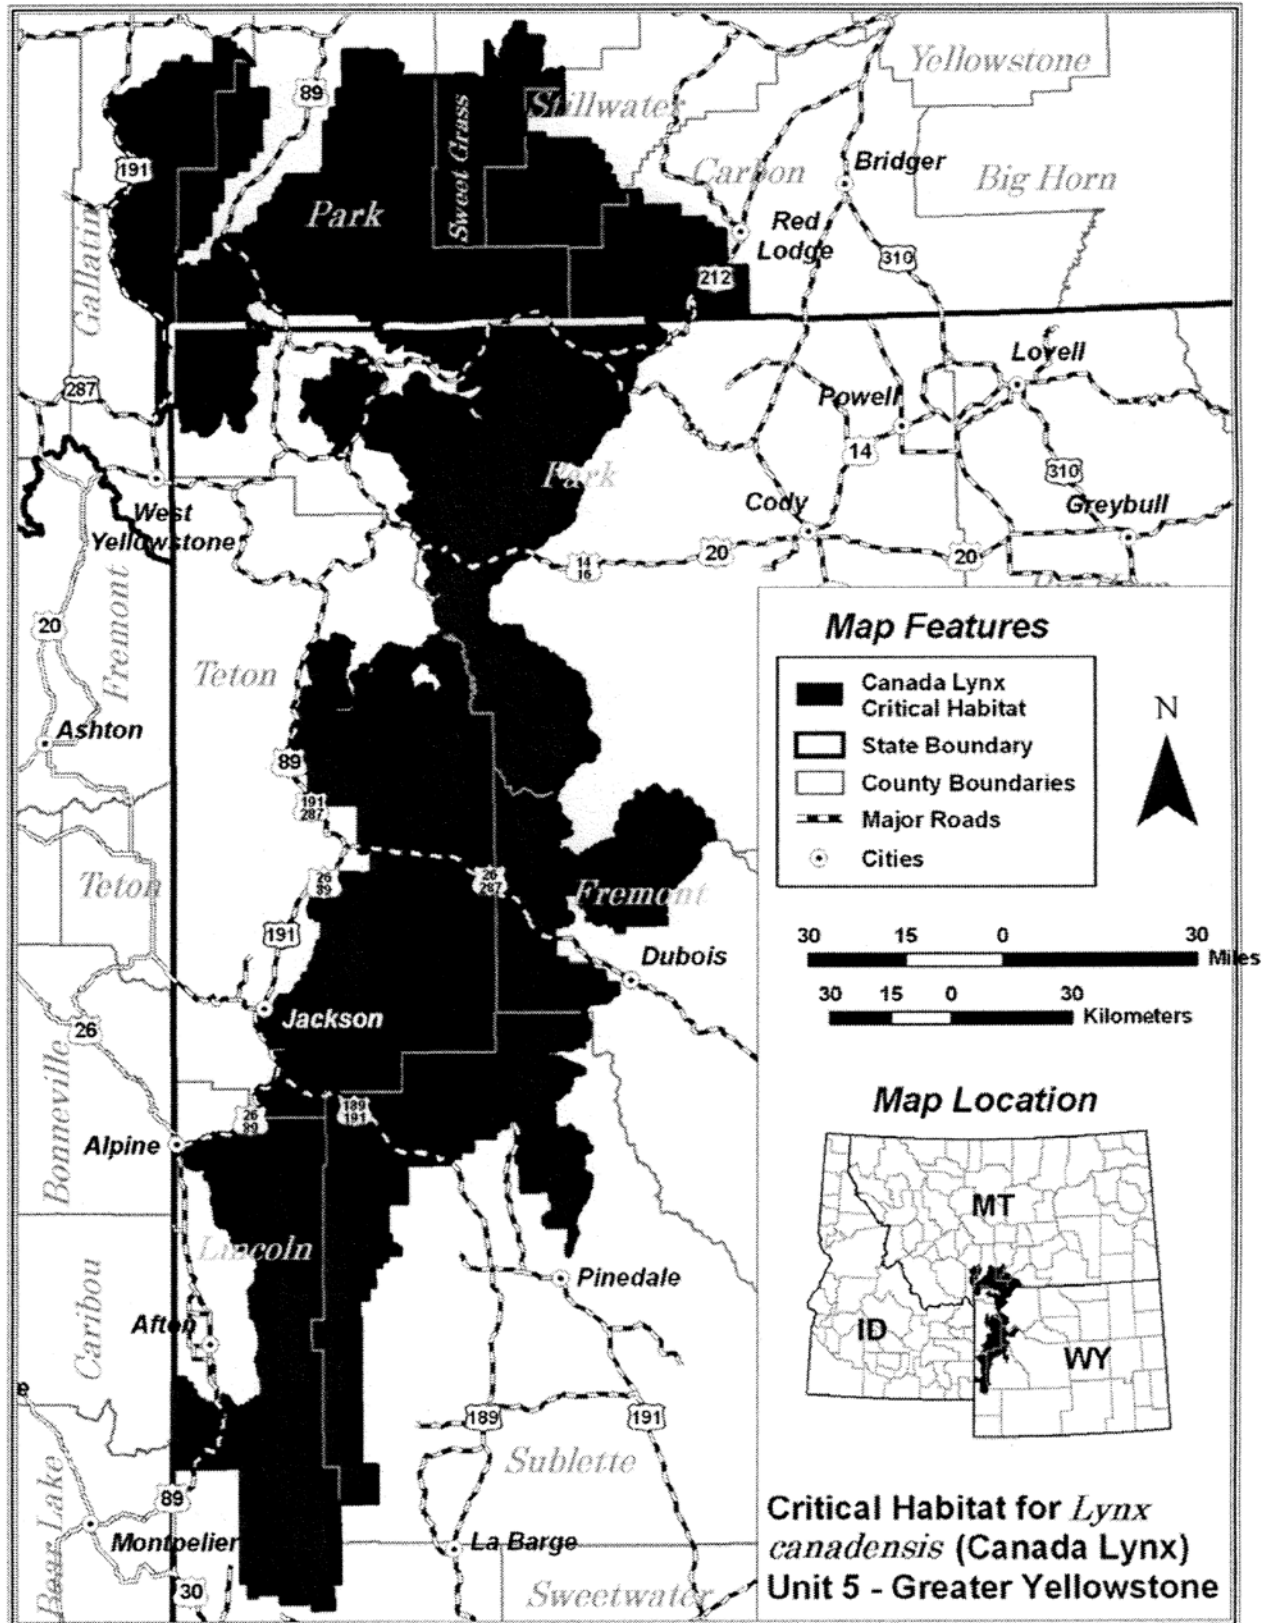 Yellowstone
89
Stillwater
Sweet Grass
191
Carbon
Bridger
Big Horn
Park
Red
Lodge
Gallatin
310
212
287
Lovell
Powell
14
310
Park
Cody
Greybull
West
Yellowstone
20
20
14
16
Fremont
20
Teton
Ashton
89
191
287
Teton
26
89
26
287
Fremont
191
Dubois
Jackson
26
Bonneville
26
89
189
191
Alpine
Lincoln
Caribou
Pinedale
Afton
e
189
191
Sublette
Bear Lake
89
Montpelier
La Barge
30
Sweetwater
Map Features
Canada Lynx
Critical Habitat
State Boundary
County Boundaries
Major Roads
Cities
N
30 15 0 30
Miles
30 15 0 30
Kilometers
Map Location
MT
ID
WY
Critical Habitat for Lynx
canadensis (Canada Lynx)
Unit 5 - Greater Yellowstone